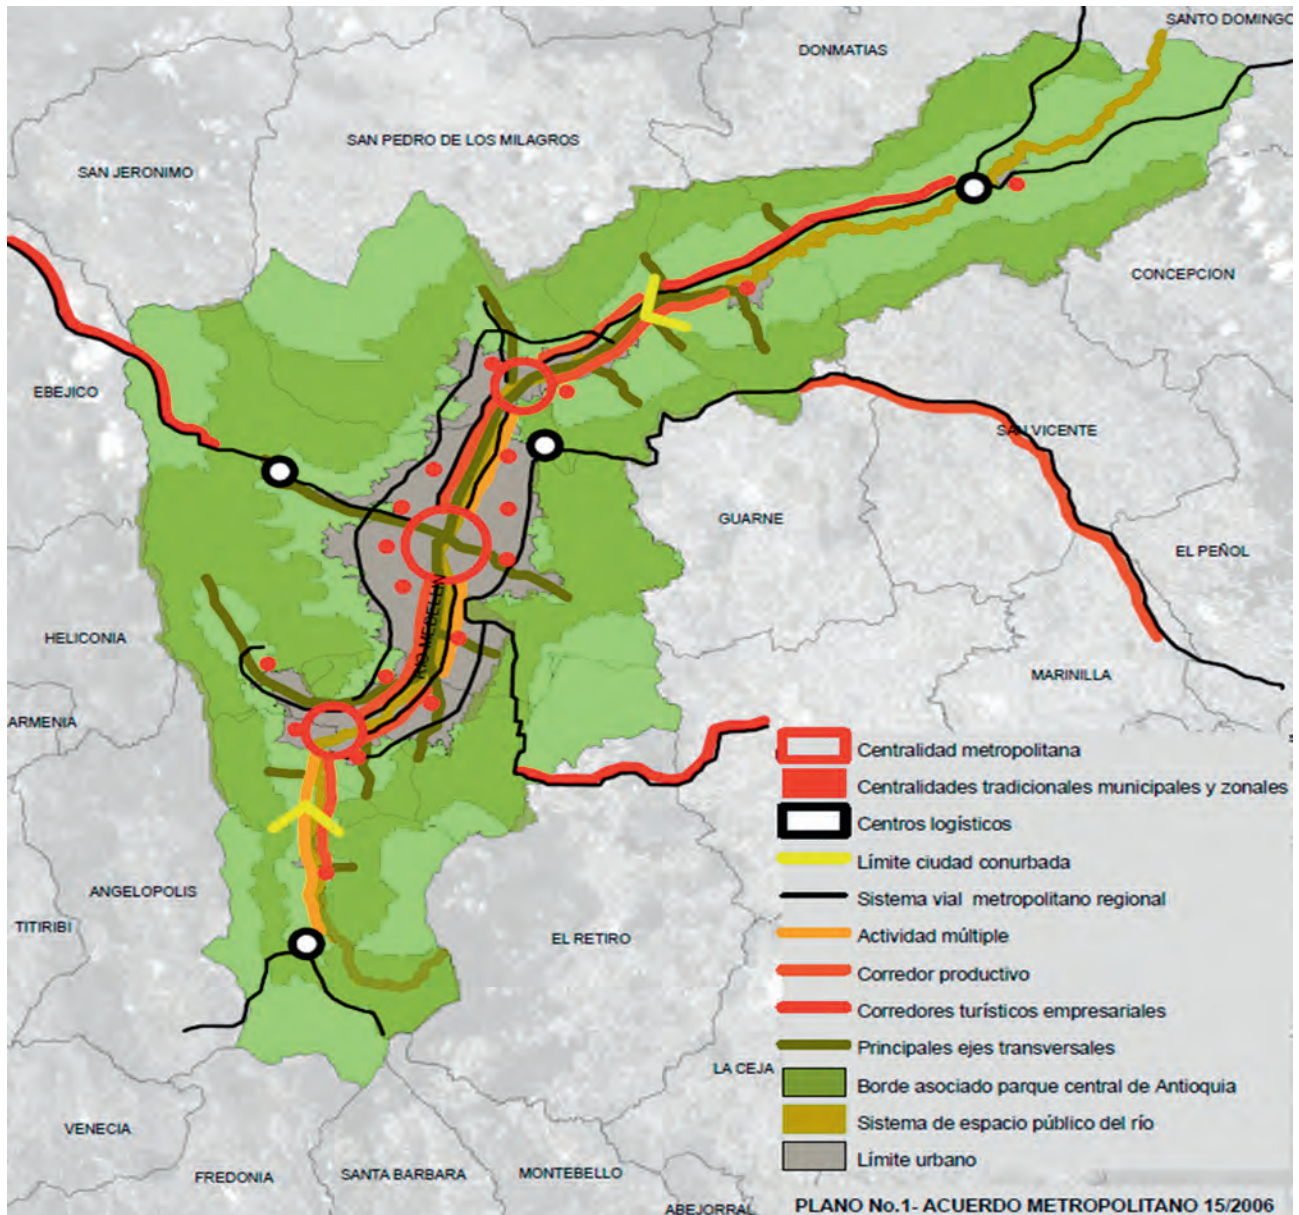 SANTO DOMINGO
DONMATIAS
SAN PEDRO DE LOS MILAGROS
SAN JERONIMO
CONCEPCION
EBEJICO
SAN VICENTE
GUARNE
EL PEÑOL
RIO MEDELLIN
HELICONIA
MARINILLA
ARMENIA
Centralidad metropolitana
Centralidades tradicionales municipales y zonales
Centros logísticos
Límite ciudad conurbada
ANGELOPOLIS
Sistema vial metropolitano regional
TITIRIBI
EL RETIRO
Actividad múltiple
Corredor productivo
Corredores turísticos empresariales
Principales ejes transversales
LA CEJA
Borde asociado parque central de Antioquia
Sistema de espacio público del río
VENECIA
Límite urbano
FREDONIA
SANTA BARBARA
MONTEBELLO
ABEJORRAL
PLANO No.1- ACUERDO METROPOLITANO 15/2006